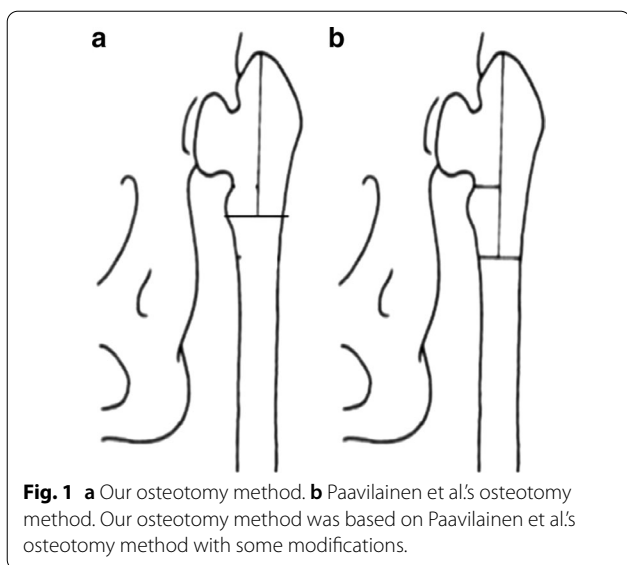 a b
Fig. 1 a Our osteotomy method. b Paavilainen et al.'s osteotomy
method. Our osteotomy method was based on Paavilainen et al.'s
osteotomy method with some modifications.